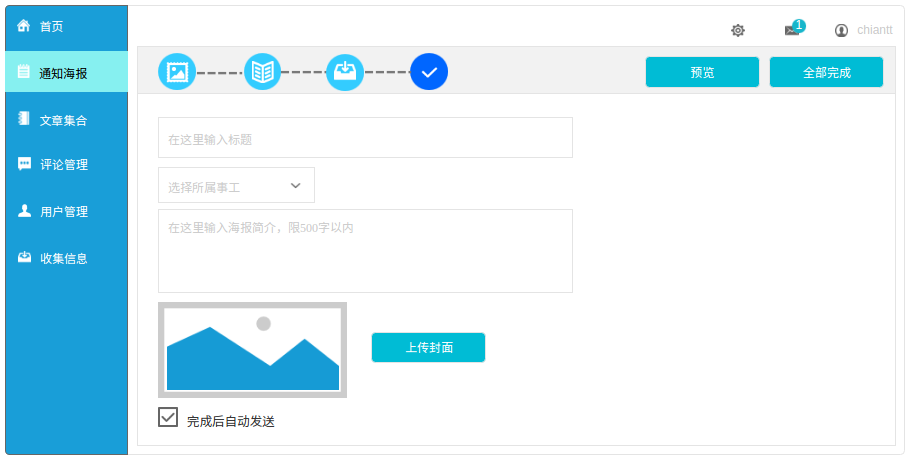 首页
通知海报
文章集合
评论管理
用户管理
收集信息
1
chiantt
预览
全部完成
在这里输入标题
选择所属事工
在这里输入海报简介，限500字以内
上传封面
完成后自动发送